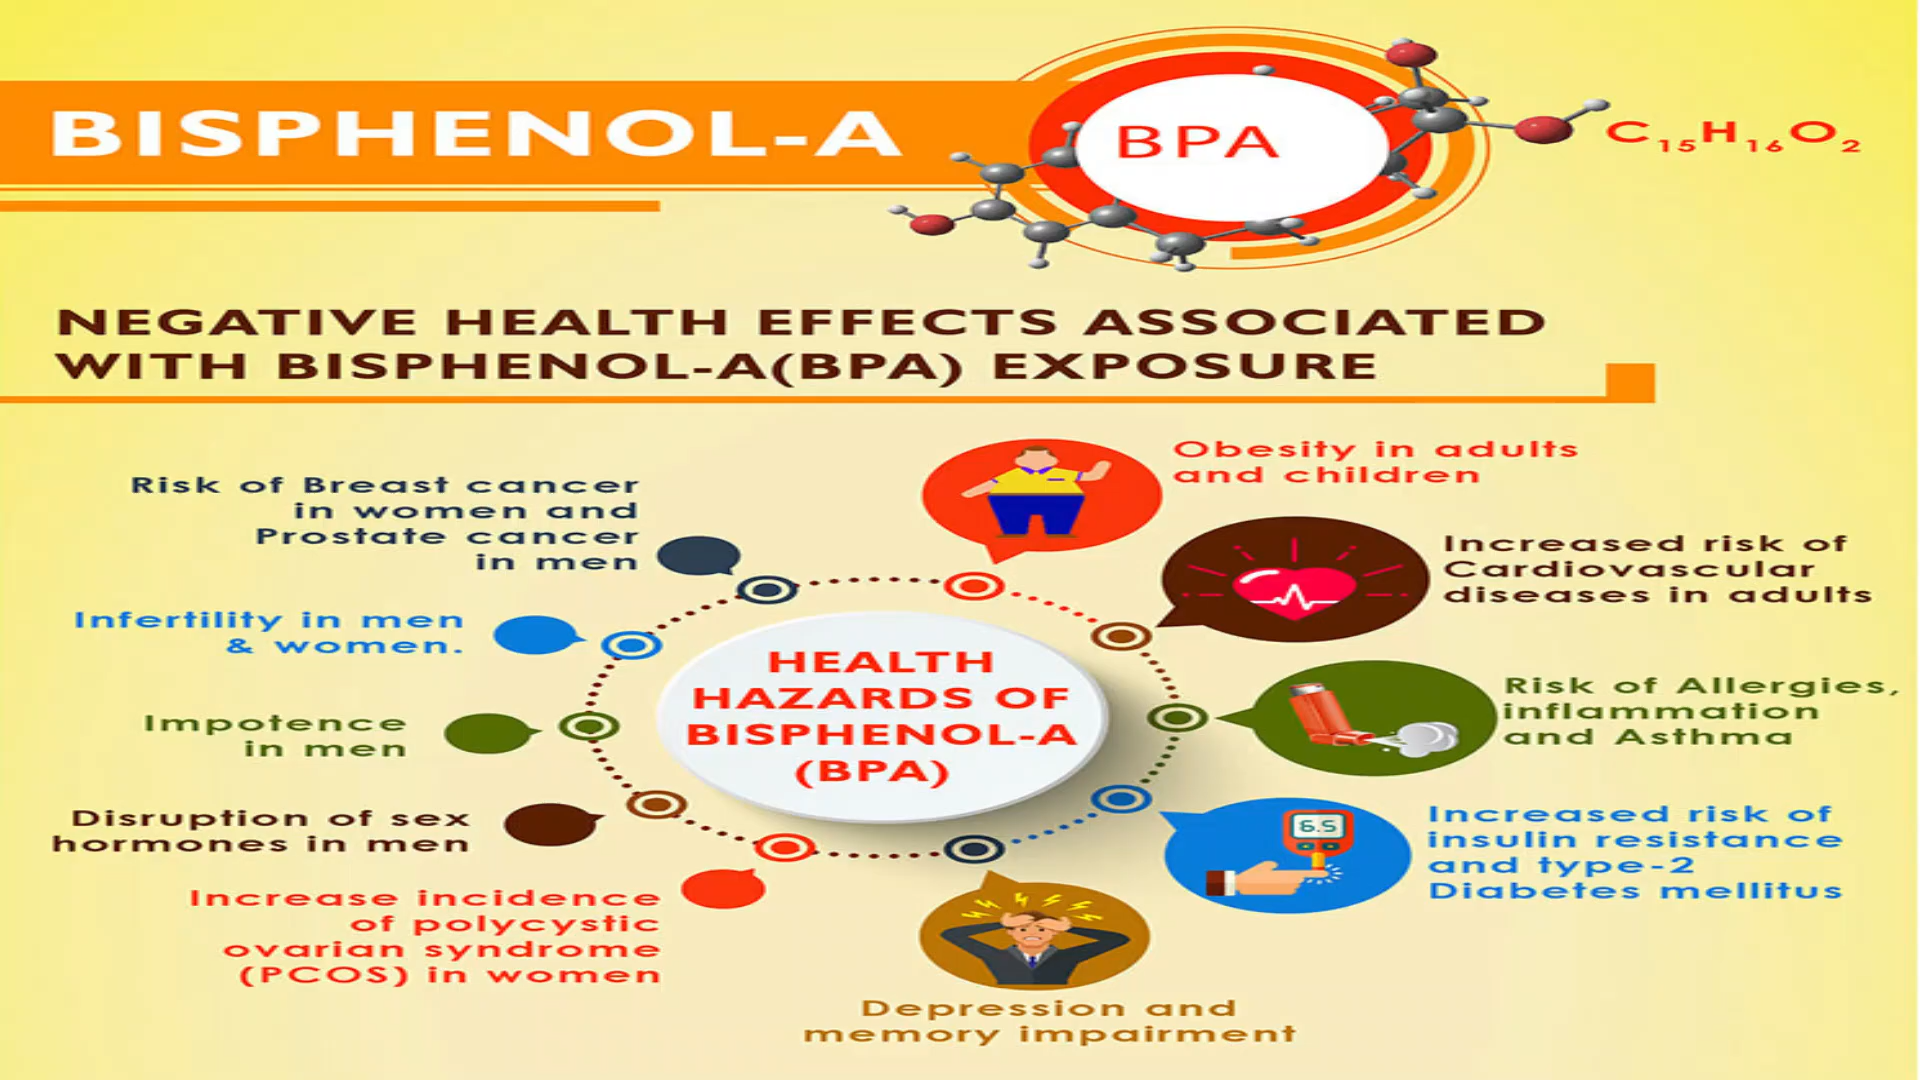 BISPHENOL-A
BPA
C15H16O2
NEGATIVE HEALTH EFFECTS ASSOCIATED
WITH BISPHENOL-A(BPA) EXPOSURE
HEALTH
HAZARDS OF
BISPHENOL-A
(BPA)
Obesity in adults
and children
Increased risk of
Cardiovascular
diseases in adults
Risk of Allergies,
inflammation
and Asthma
6.5
Increased risk of
insulin resistance
and type-2
Diabetes mellitus
Depression and
memory impairment
Increase incidence
of polycystic
ovarian syndrome
(PCOS) in women
Disruption of sex
hormones in men
Impotence
in men
Infertility in men
& women.
Risk of Breast cancer
in women and
Prostate cancer
in men